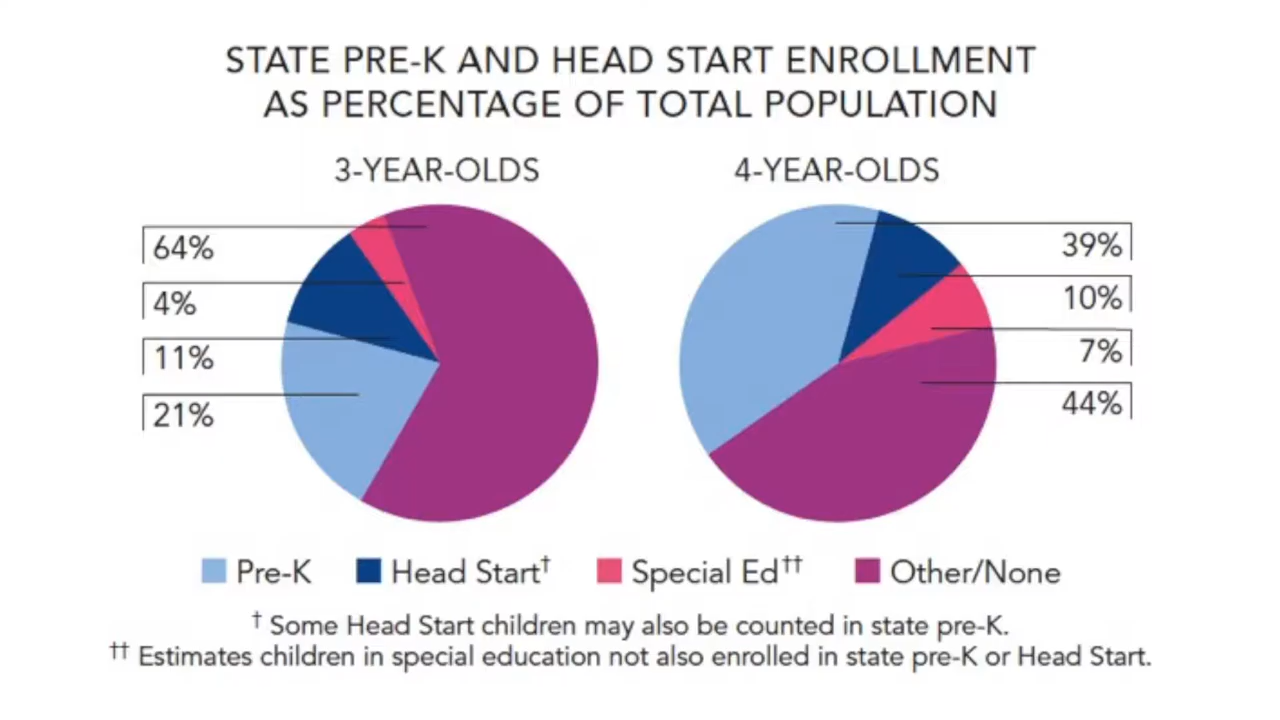 STATE PRE-K AND HEAD START ENROLLMENT
AS PERCENTAGE OF TOTAL POPULATION
3-YEAR-OLDS
64%
4%
11%
21%
4-YEAR-OLDS
39%
10%
7%
44%
Pre-K
Head Start†
Special Ed††
Other/None
† Some Head Start children may also be counted in state pre-K.
†† Estimates children in special education not also enrolled in state pre-K or Head Start.